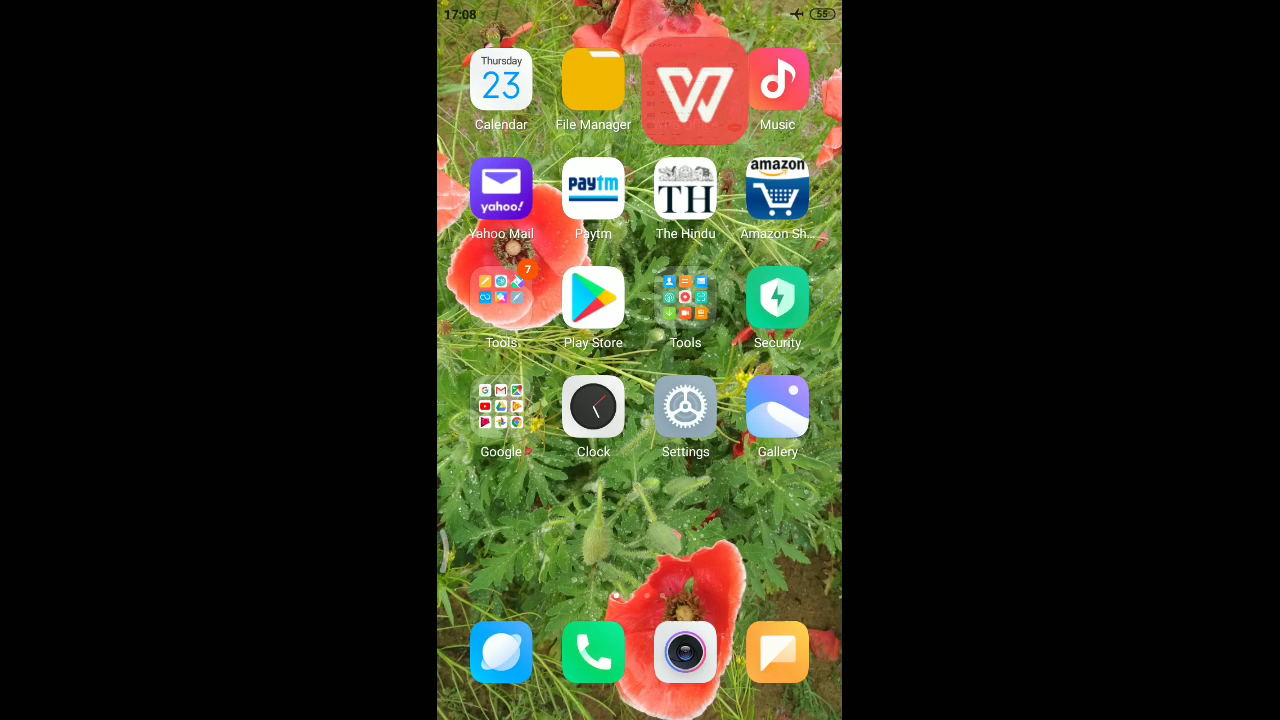 17:08
55
Thursday
23
Calendar
File Manager
W
Music
yahoo!
Yahoo Mail
Paytm
Paytm
TH
The Hindu
amazon
Amazon Sh...
7
Tools
Play Store
Tools
Security
Google
Clock
Settings
Gallery